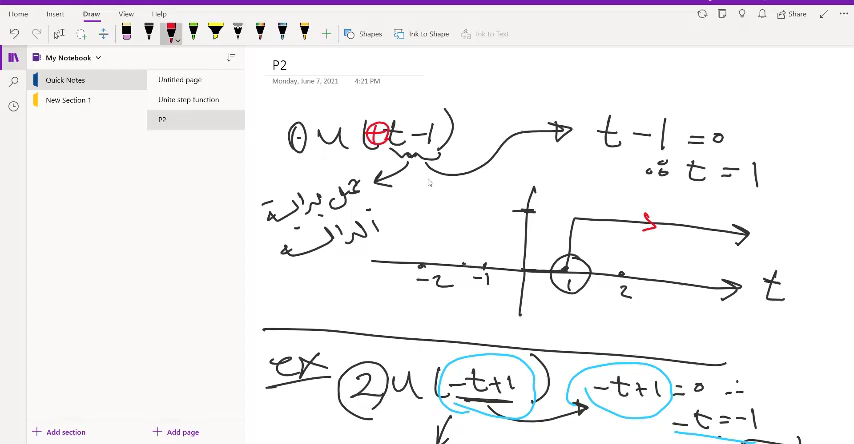 Home Insert Draw View Help
Share
Shapes Ink to Shape Ink to Text
My Notebook
Quick Notes
New Section 1
Untitled page
Unite step function
P2
Add section
Add page
P2
Monday, June 7, 2021 4:21 PM
① u(+t-1) t-1 = 0
∴ t = 1
الدالة
-2 -1 1 2 t
ex ② u(-t+1) -t+1 = 0 ∴
-t = -1